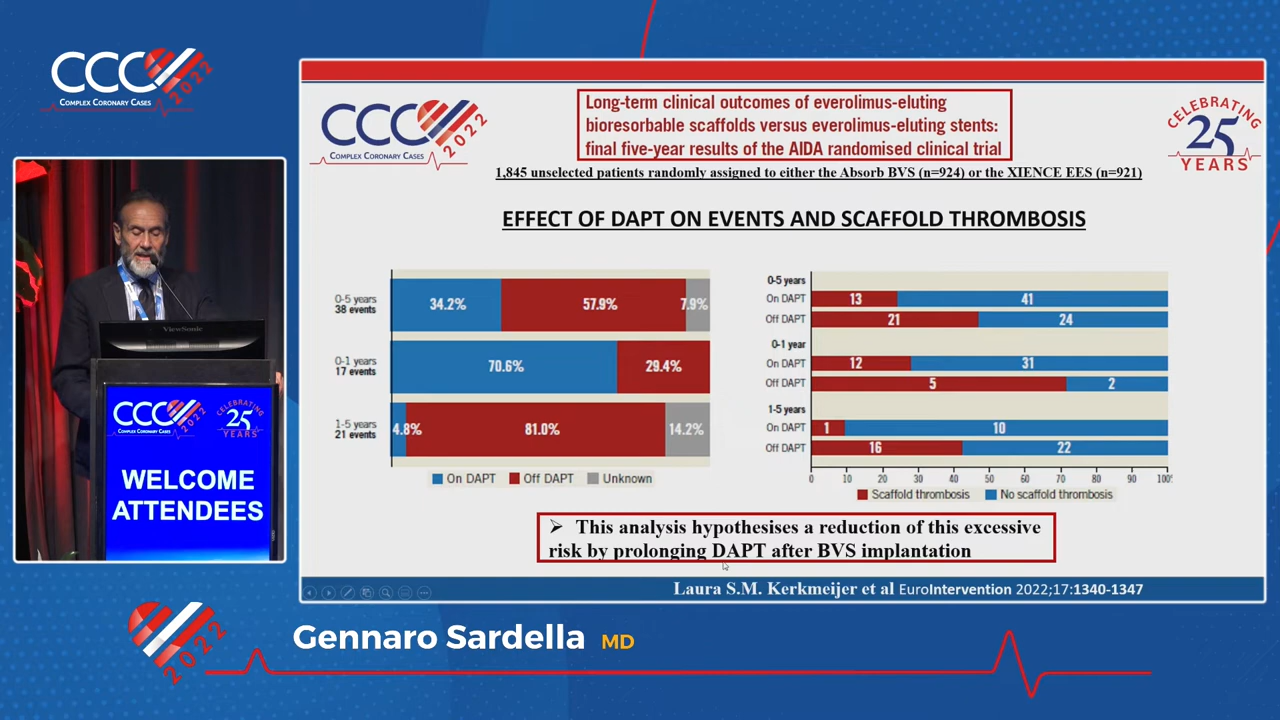 CCC 2022
COMPLEX CORONARY CASES
ViewSonic
CCC 2022
COMPLEX CORONARY CASES
CELEBRATING
25
YEARS
WELCOME
ATTENDEES
CCC 2022
COMPLEX CORONARY CASES
Long-term clinical outcomes of everolimus-eluting
bioresorbable scaffolds versus everolimus-eluting stents:
final five-year results of the AIDA randomised clinical trial
CELEBRATING
25
YEARS
1,845 unselected patients randomly assigned to either the Absorb BVS (n=924) or the XIENCE EES (n=921)
EFFECT OF DAPT ON EVENTS AND SCAFFOLD THROMBOSIS
0-5 years
38 events
34.2% 57.9% 7.9%
0-1 years
17 events
70.6% 29.4%
1-5 years
21 events
4.8% 81.0% 14.2%
On DAPT Off DAPT Unknown
0-5 years
On DAPT 13 41
Off DAPT 21 24
0-1 year
On DAPT 12 31
Off DAPT 5 2
1-5 years
On DAPT 1 10
Off DAPT 16 22
0 10 20 30 40 50 60 70 80 90 100
Scaffold thrombosis No scaffold thrombosis
➢ This analysis hypothesises a reduction of this excessive
risk by prolonging DAPT after BVS implantation
Laura S.M. Kerkmeijer et al EuroIntervention 2022;17:1340-1347
2022
Gennaro Sardella MD